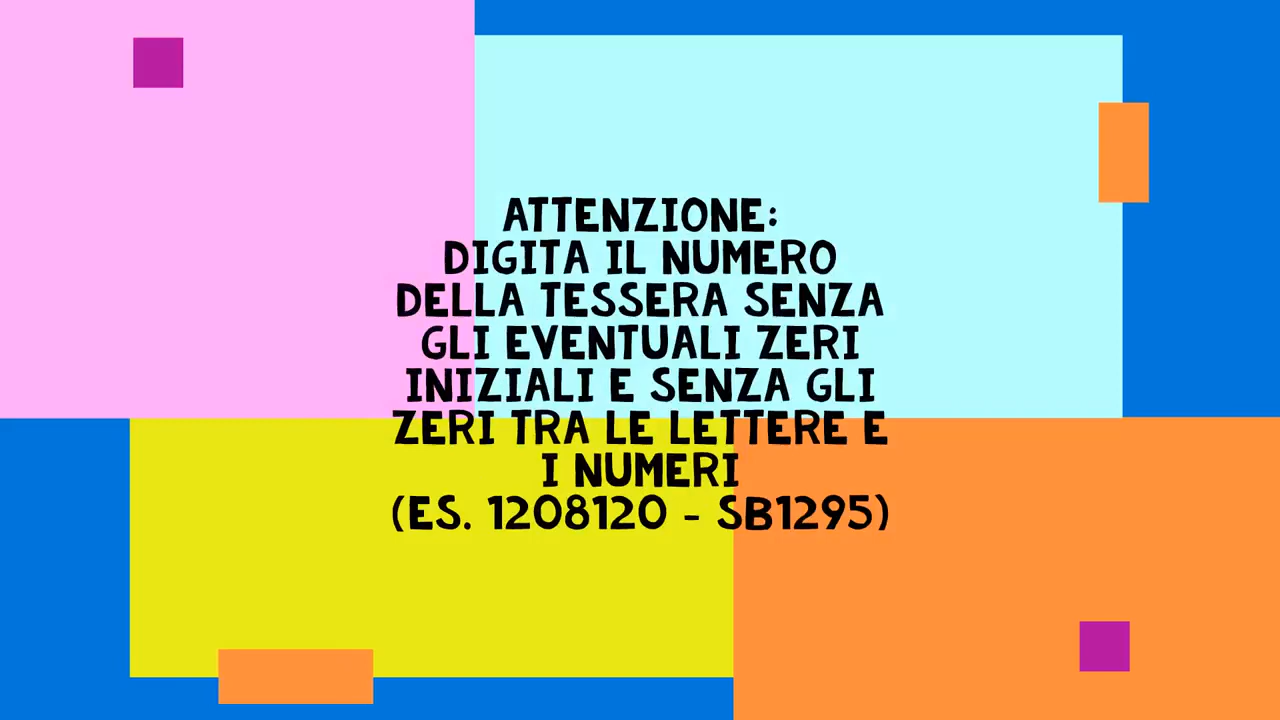 ATTENZIONE:
DIGITA IL NUMERO
DELLA TESSERA SENZA
GLI EVENTUALI ZERI
INIZIALI E SENZA GLI
ZERI TRA LE LETTERE E
I NUMERI
(ES. 1208120 - SB1295)